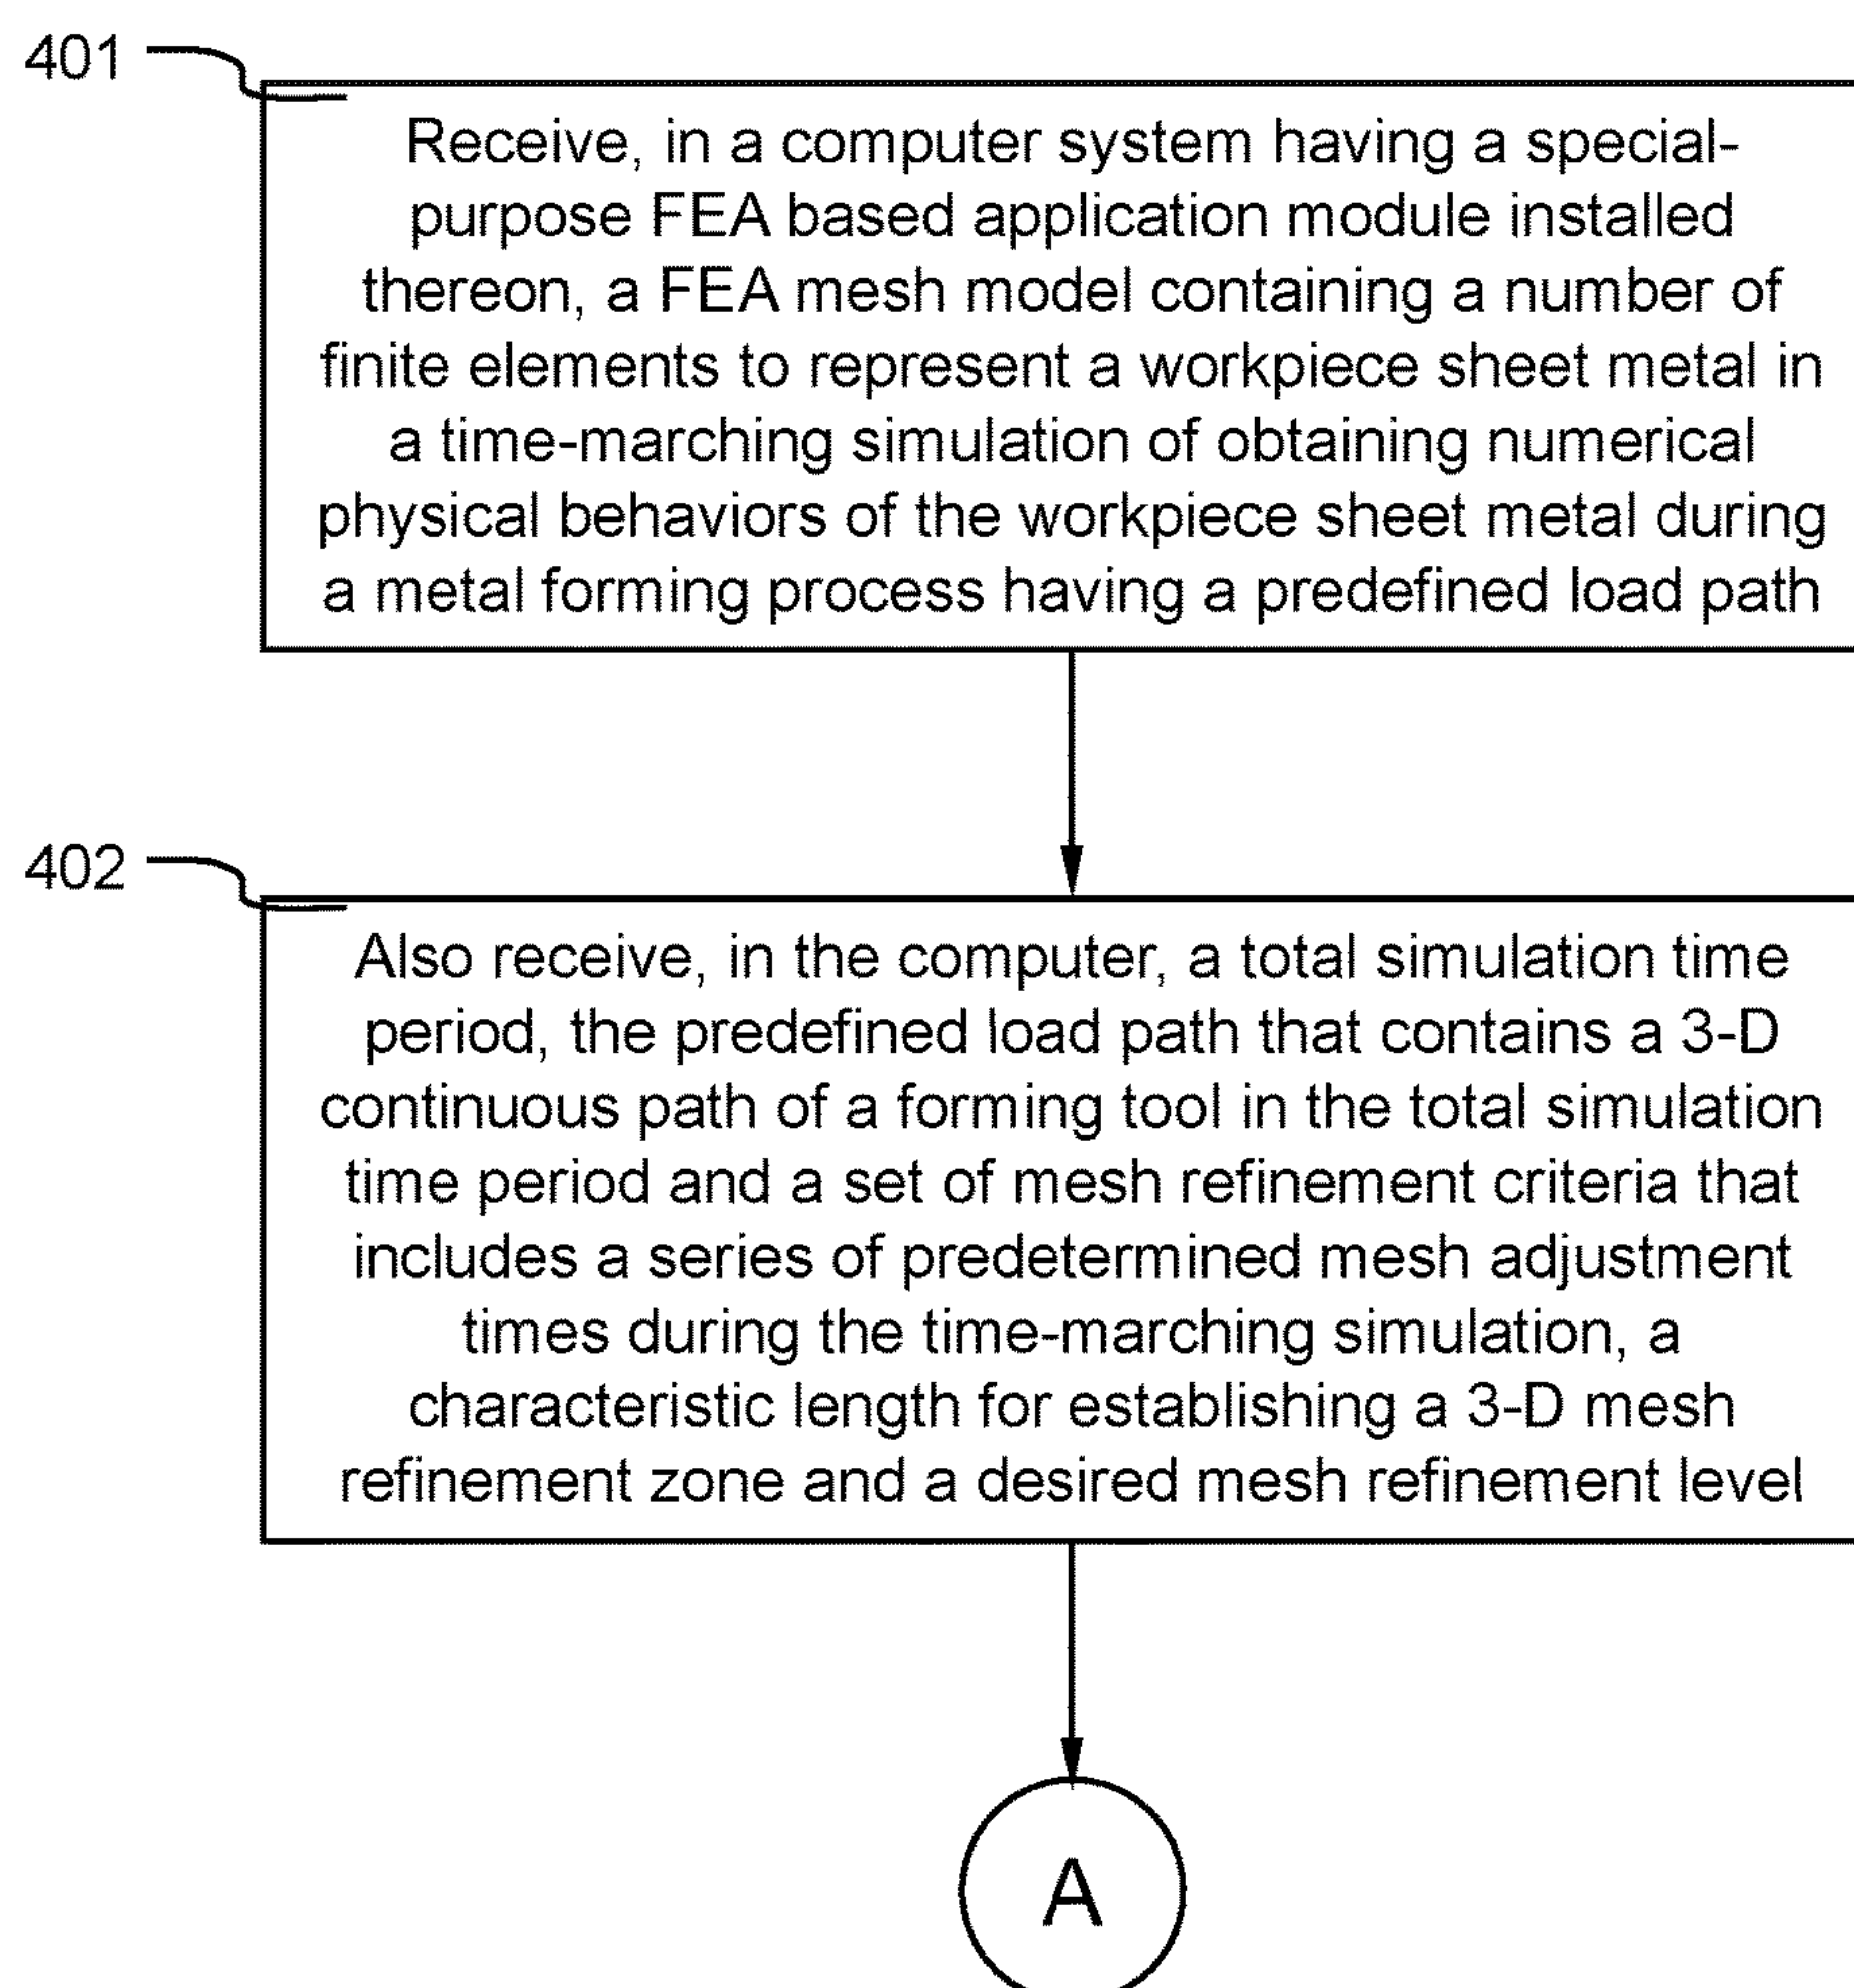 401
Receive, in a computer system having a special-
purpose FEA based application module installed
thereon, a FEA mesh model containing a number of
finite elements to represent a workpiece sheet metal in
a time-marching simulation of obtaining numerical
physical behaviors of the workpiece sheet metal during
a metal forming process having a predefined load path
402
Also receive, in the computer, a total simulation time
period, the predefined load path that contains a 3-D
continuous path of a forming tool in the total simulation
time period and a set of mesh refinement criteria that
includes a series of predetermined mesh adjustment
times during the time-marching simulation, a
characteristic length for establishing a 3-D mesh
refinement zone and a desired mesh refinement level
A